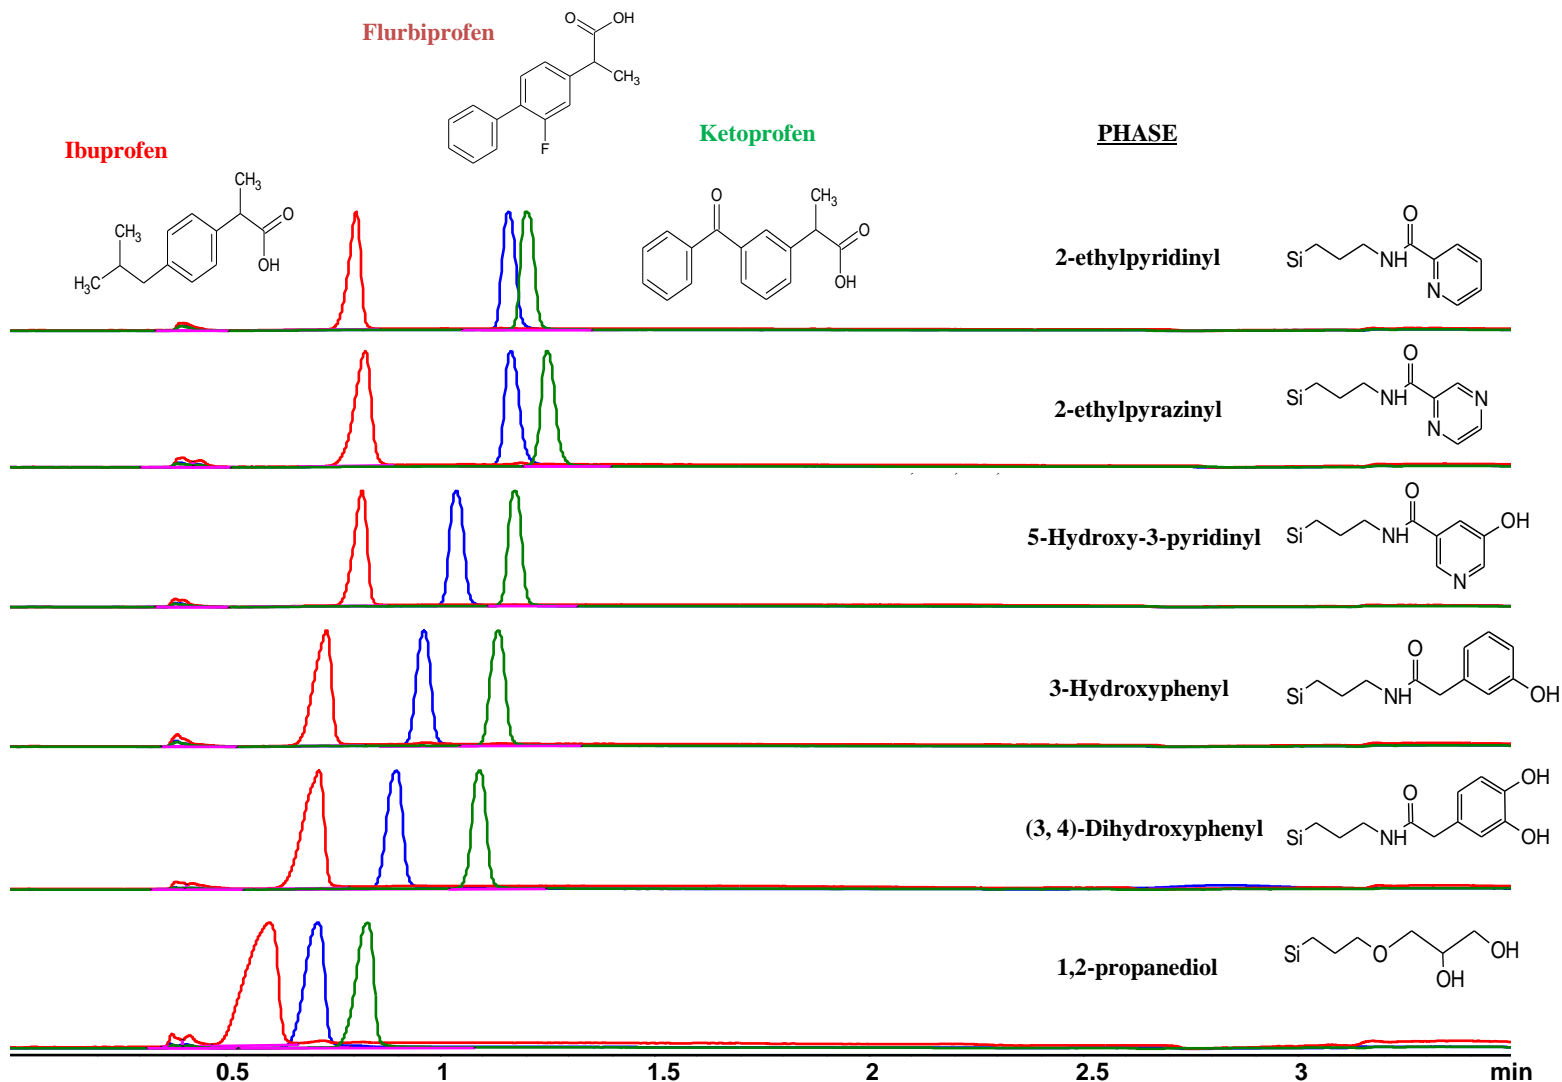 Flurbiprofen
O
OH
CH3
F
Ibuprofen
CH3
O
OH
CH3
H3C
Ketoprofen
O
CH3
O
OH
PHASE
2-ethylpyridinyl
Si
NH
O
N
2-ethylpyrazinyl
Si
NH
O
N
N
5-Hydroxy-3-pyridinyl
Si
NH
O
OH
N
3-Hydroxyphenyl
Si
NH
O
OH
(3, 4)-Dihydroxyphenyl
Si
NH
O
OH
OH
1,2-propanediol
Si
O
OH
OH
0.5 1 1.5 2 2.5 3 min